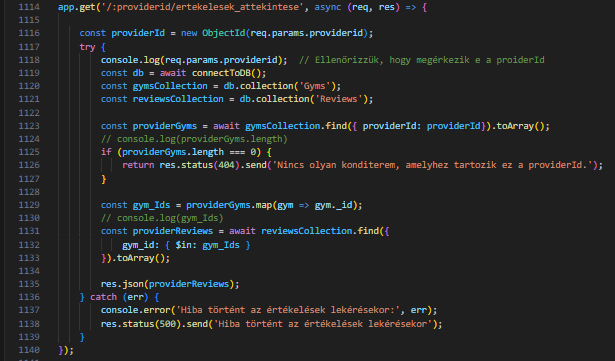 1114 app.get('/:providerid/ertekelesek_attekintese', async (req, res) => {
1115
1116     const providerId = new ObjectId(req.params.providerid);
1117     try {
1118         console.log(req.params.providerid);  // Ellenőrizzük, hogy megérkezik e a proiderId
1119         const db = await connectToDB();
1120         const gymsCollection = db.collection('Gyms');
1121         const reviewsCollection = db.collection('Reviews');
1122
1123         const providerGyms = await gymsCollection.find({ providerId: providerId}).toArray();
1124         // console.log(providerGyms.length)
1125         if (providerGyms.length === 0) {
1126             return res.status(404).send('Nincs olyan konditerem, amelyhez tartozik ez a providerId.');
1127         }
1128
1129         const gym_Ids = providerGyms.map(gym => gym._id);
1130         // console.log(gym_Ids)
1131         const providerReviews = await reviewsCollection.find({
1132             gym_id: { $in: gym_Ids }
1133         }).toArray();
1134
1135         res.json(providerReviews);
1136     } catch (err) {
1137         console.error('Hiba történt az értékelések lekérésekor:', err);
1138         res.status(500).send('Hiba történt az értékelések lekérésekor');
1139     }
1140 });